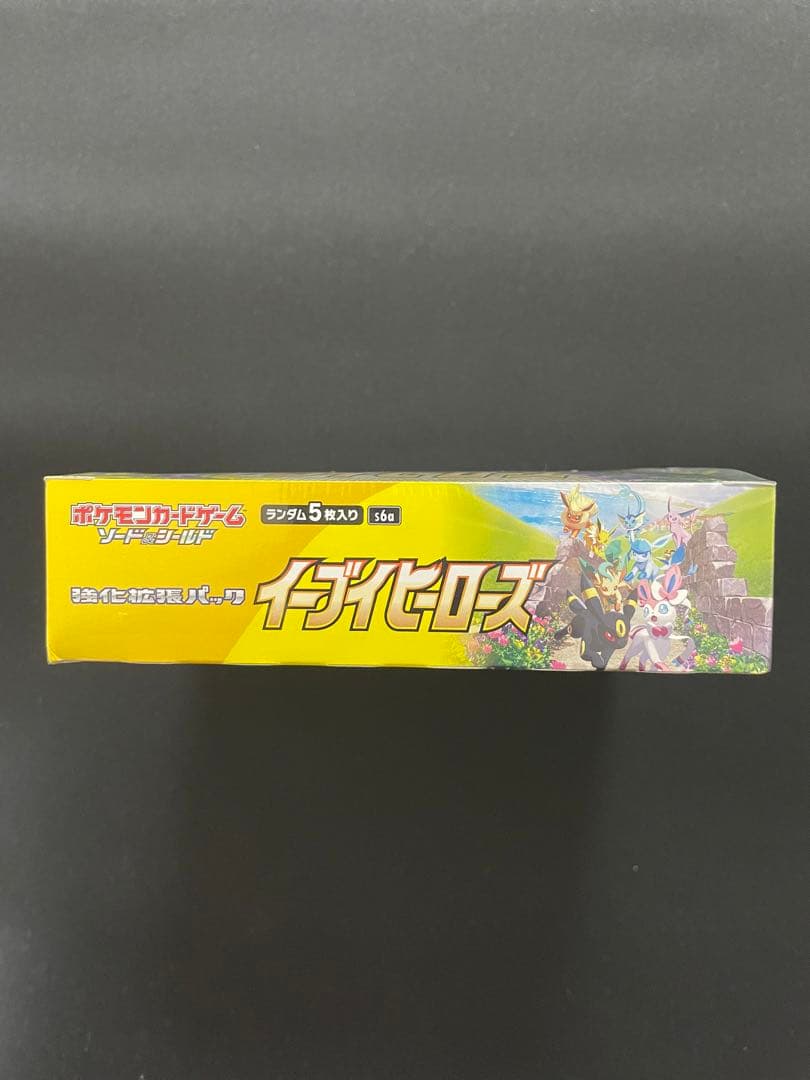 ポケモンカードゲーム
ソード&シールド
ランダム5枚入り s6a
強化拡張パック
イーブイヒーローズ